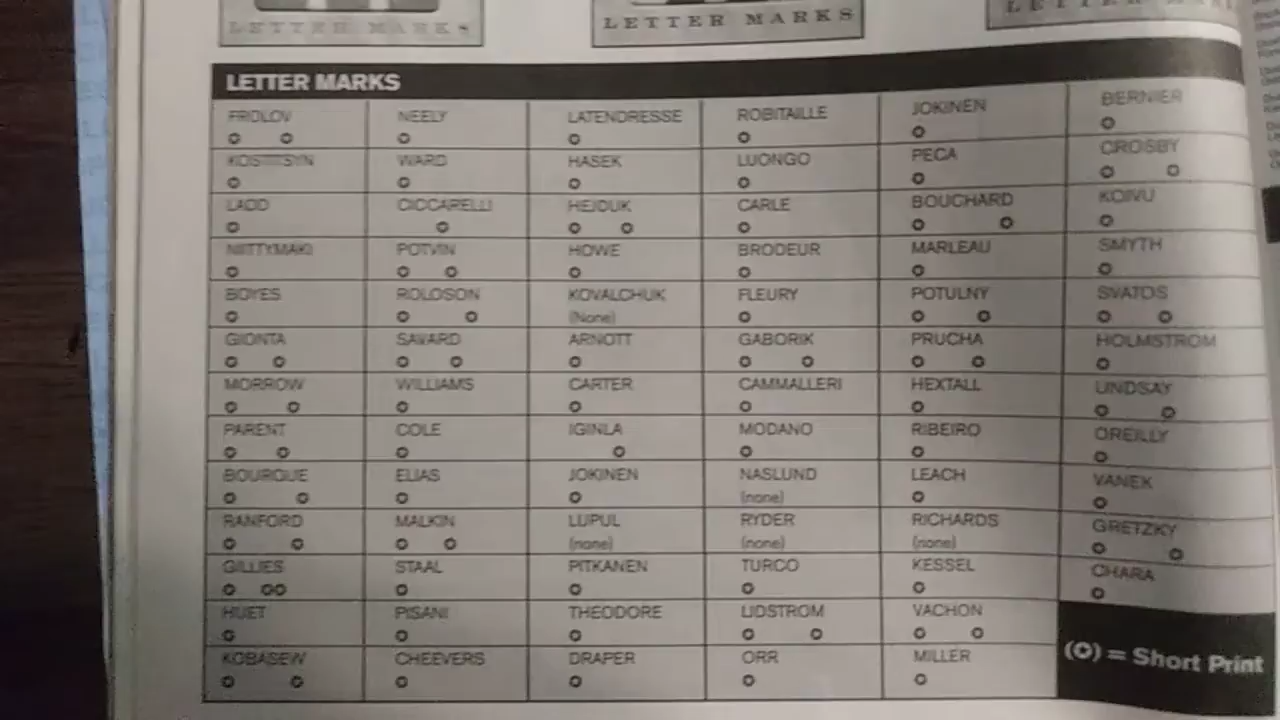 LETTER MARKS
LETTER MARKS
LETTER MARKS
FRIDLOV NEELY LATENDRESSE ROBITAILLE JOKINEN BERNIER
KOSTITSYN WARD HASEK LUONGO PECA CROSBY
LADD CICCARELLI HEJDUK CARLE BOUCHARD KOIVU
NIITTYMAKI POTVIN HOWE BRODEUR MARLEAU SMYTH
BOYES ROLOSON KOVALCHUK FLEURY POTULNY SVATOS
(None)
GIONTA SAVARD ARNOTT GABORIK PRUCHA HOLMSTROM
MORROW WILLIAMS CARTER CAMMALLERI HEXTALL LINDSAY
PARENT COLE IGINLA MODANO RIBEIRO OREILLY
BOURQUE ELIAS JOKINEN NASLUND LEACH VANEK
(none)
RANFORD MALKIN LUPUL RYDER RICHARDS GRETZKY
(none) (none) (none)
GILLIES STAAL PITKANEN TURCO KESSEL CHARA
HUET PISANI THEODORE LIDSTROM VACHON
KOBASEW CHEEVERS DRAPER ORR MILLER
(✪) = Short Print